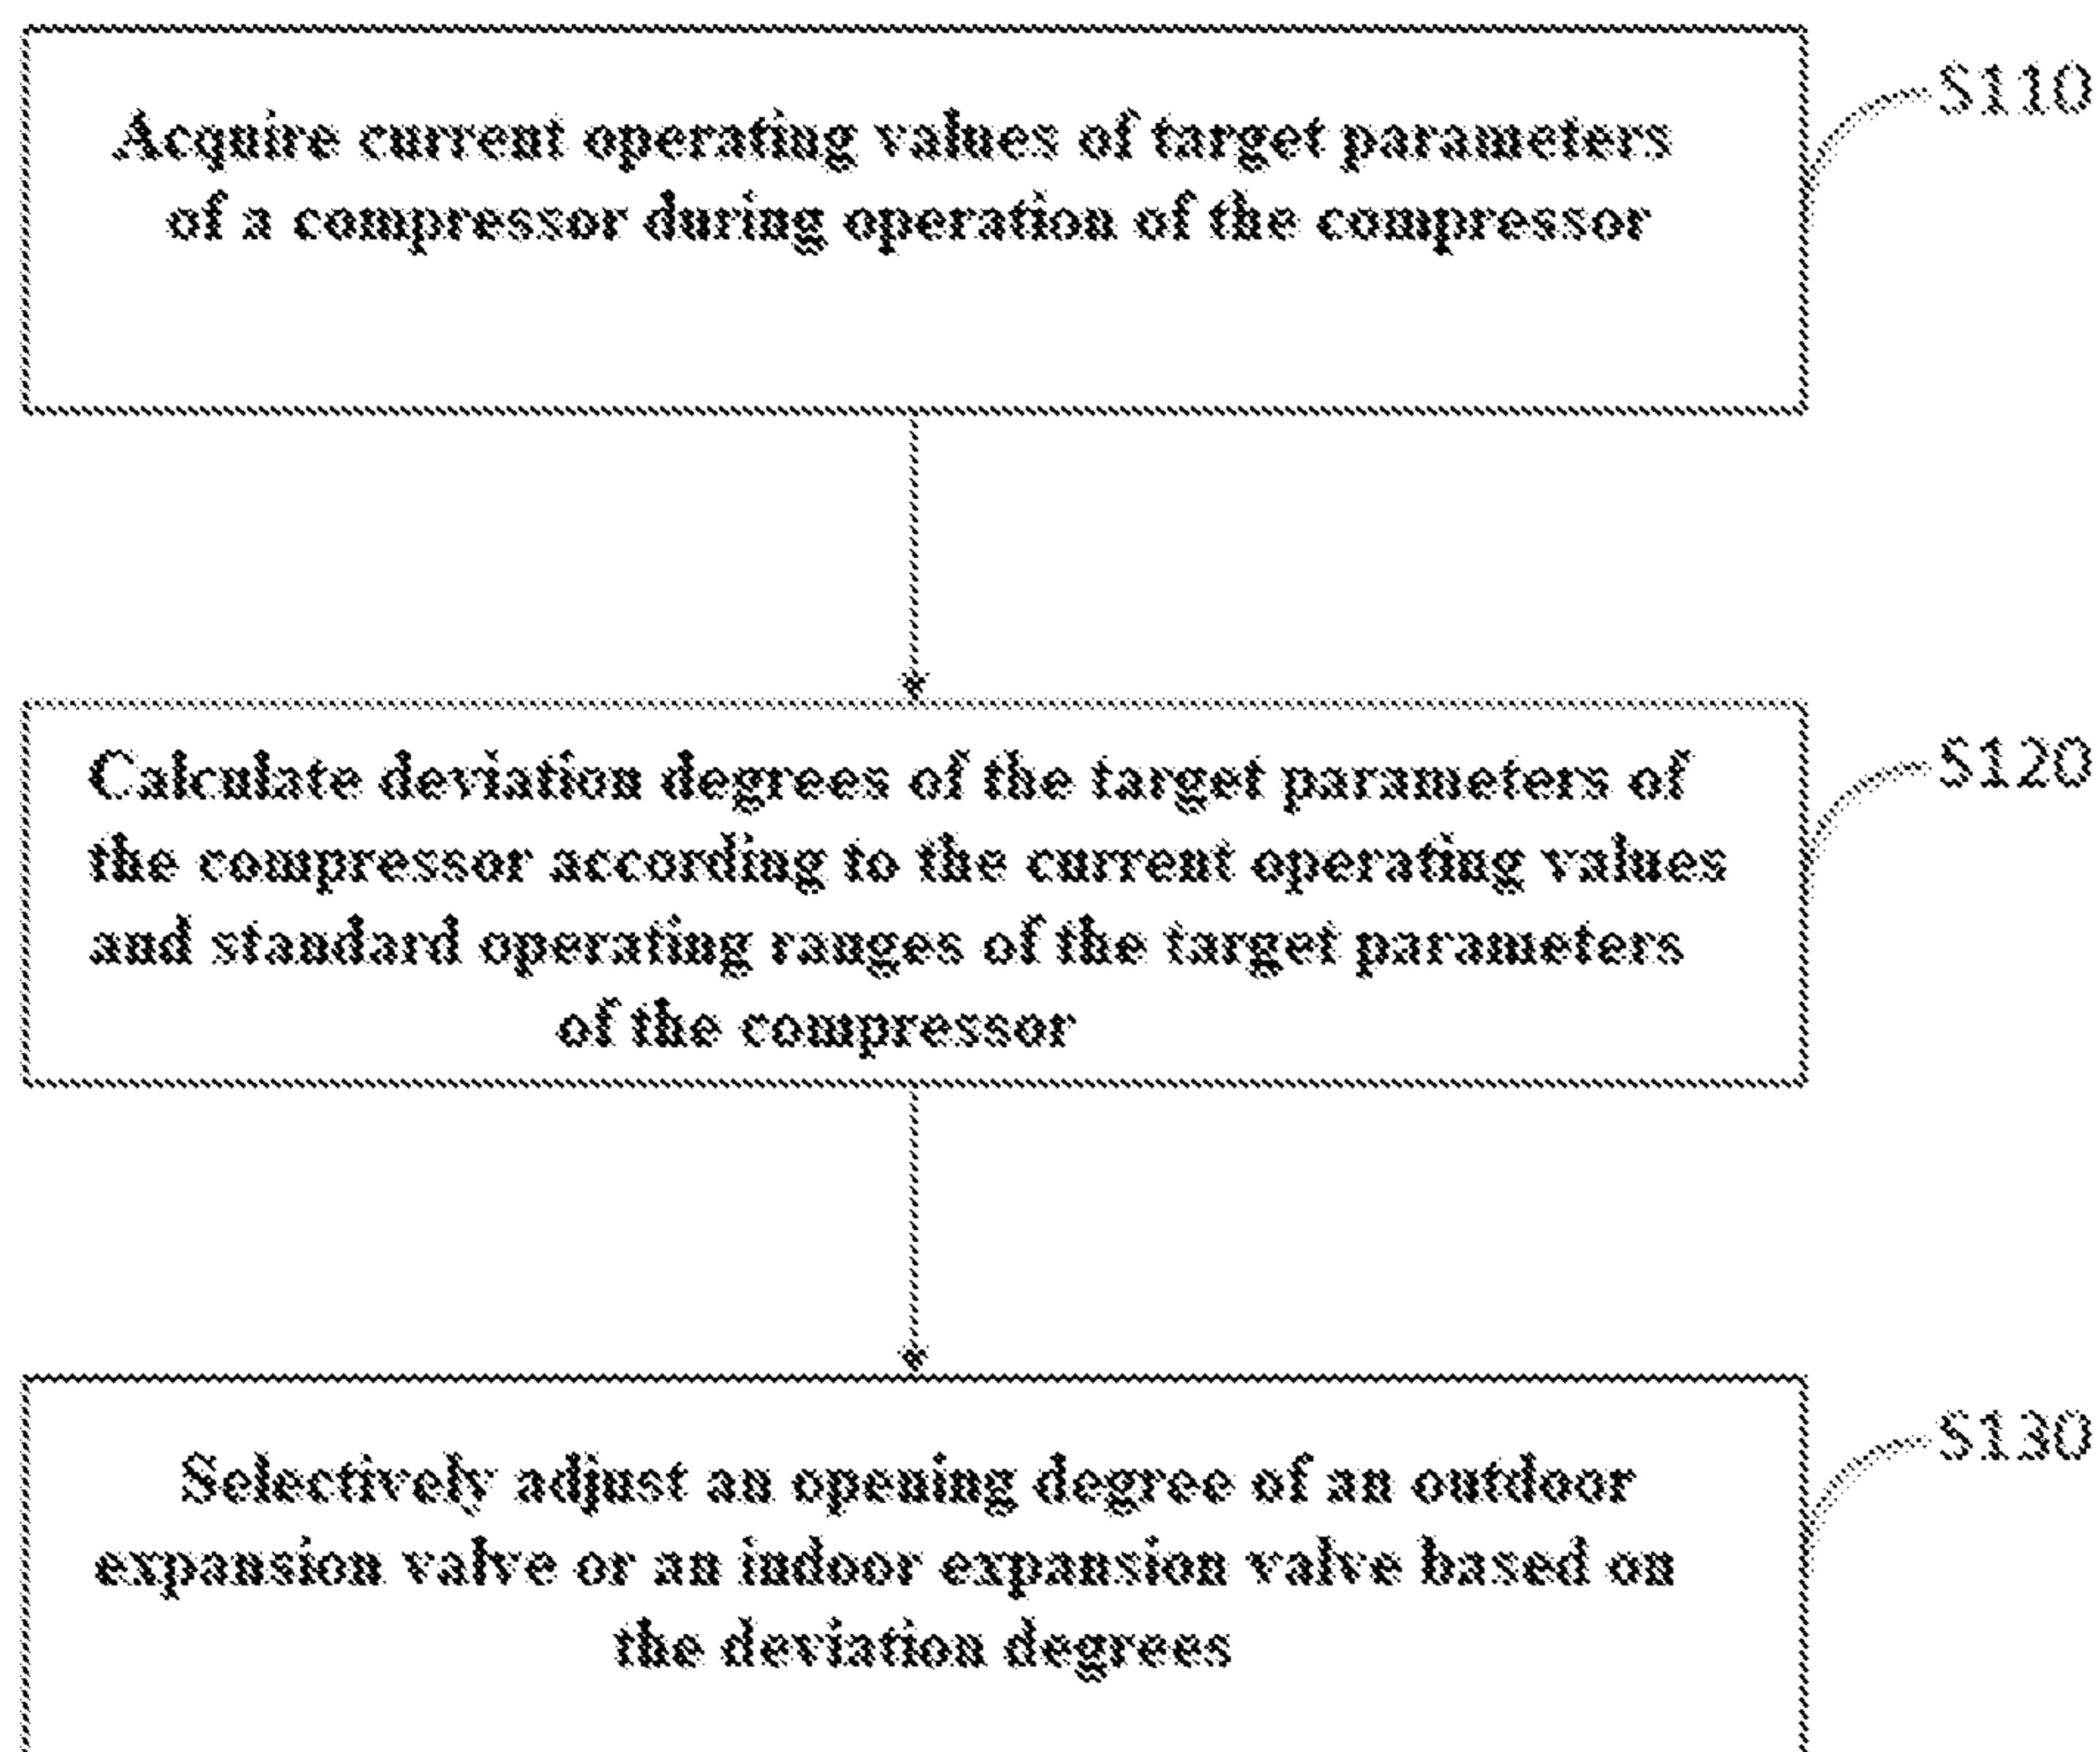 Acquire current operating values of target parameters
of a compressor during operation of the compressor
S110
Calculate deviation degrees of the target parameters of
the compressor according to the current operating values
and standard operating ranges of the target parameters
of the compressor
S120
Selectively adjust an opening degree of an outdoor
expansion valve or an indoor expansion valve based on
the deviation degrees
S130